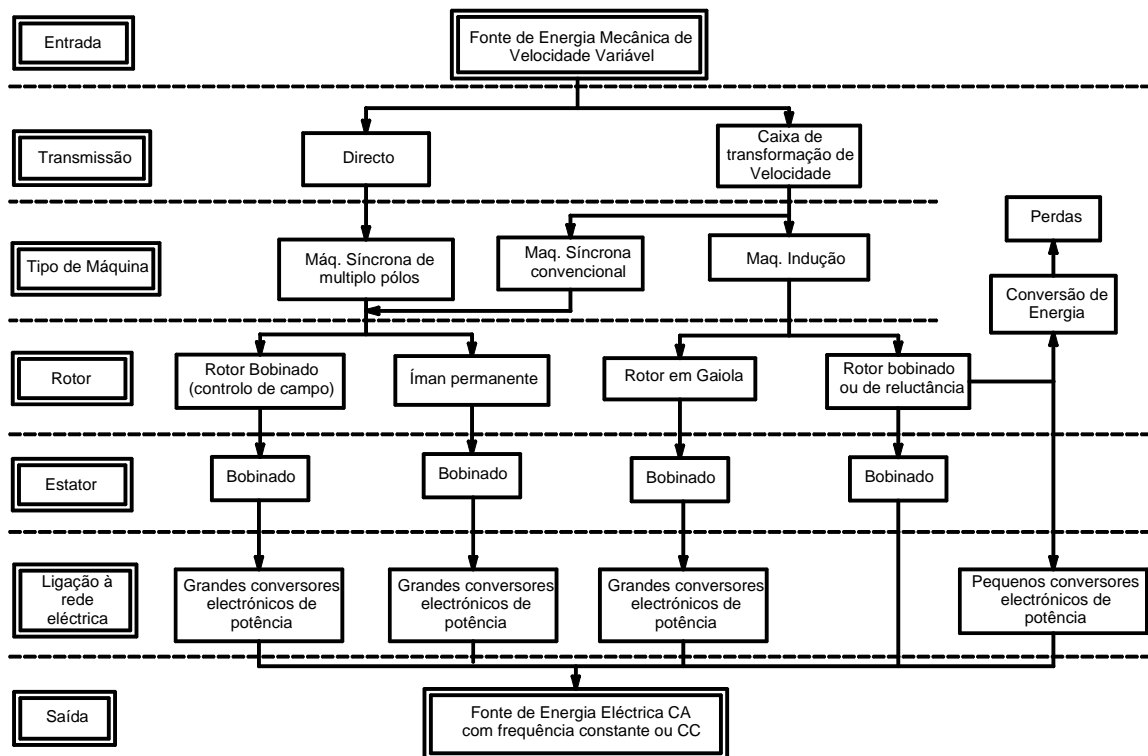 Entrada
Fonte de Energia Mecânica de
Velocidade Variável
Transmissão
Directo
Caixa de
transformação de
Velocidade
Perdas
Tipo de Máquina
Máq. Síncrona de
multiplo pólos
Maq. Síncrona
convencional
Maq. Indução
Conversão de
Energia
Rotor
Rotor Bobinado
(controlo de campo)
Íman permanente
Rotor em Gaiola
Rotor bobinado
ou de reluctância
Estator
Bobinado
Bobinado
Bobinado
Bobinado
Ligação à
rede
eléctrica
Grandes conversores
electrónicos de
potência
Grandes conversores
electrónicos de
potência
Grandes conversores
electrónicos de
potência
Pequenos conversores
electrónicos de
potência
Saída
Fonte de Energia Eléctrica CA
com frequência constante ou CC